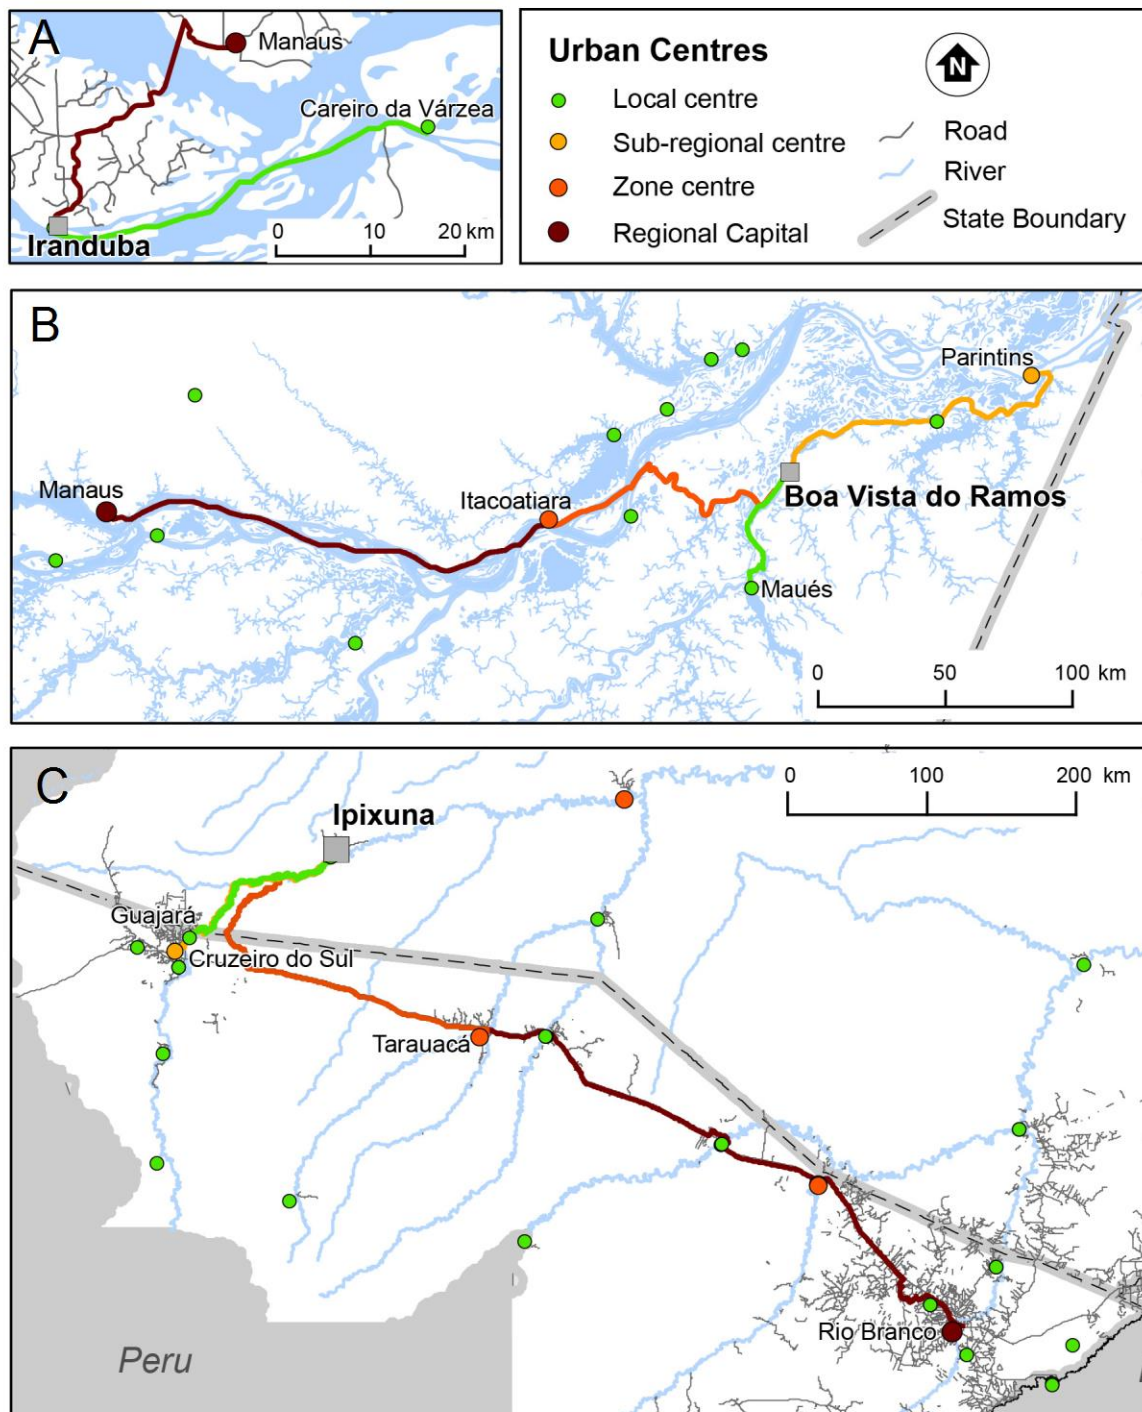 A
Manaus
Careiro da Várzea
Iranduba
0 10 20 km
Urban Centres
Local centre
Sub-regional centre
Zone centre
Regional Capital
N
Road
River
State Boundary
B
Parintins
Manaus
Itacoatiara
Boa Vista do Ramos
Maués
0 50 100 km
C
0 100 200 km
Ipixuna
Guajará
Cruzeiro do Sul
Tarauacá
Rio Branco
Peru